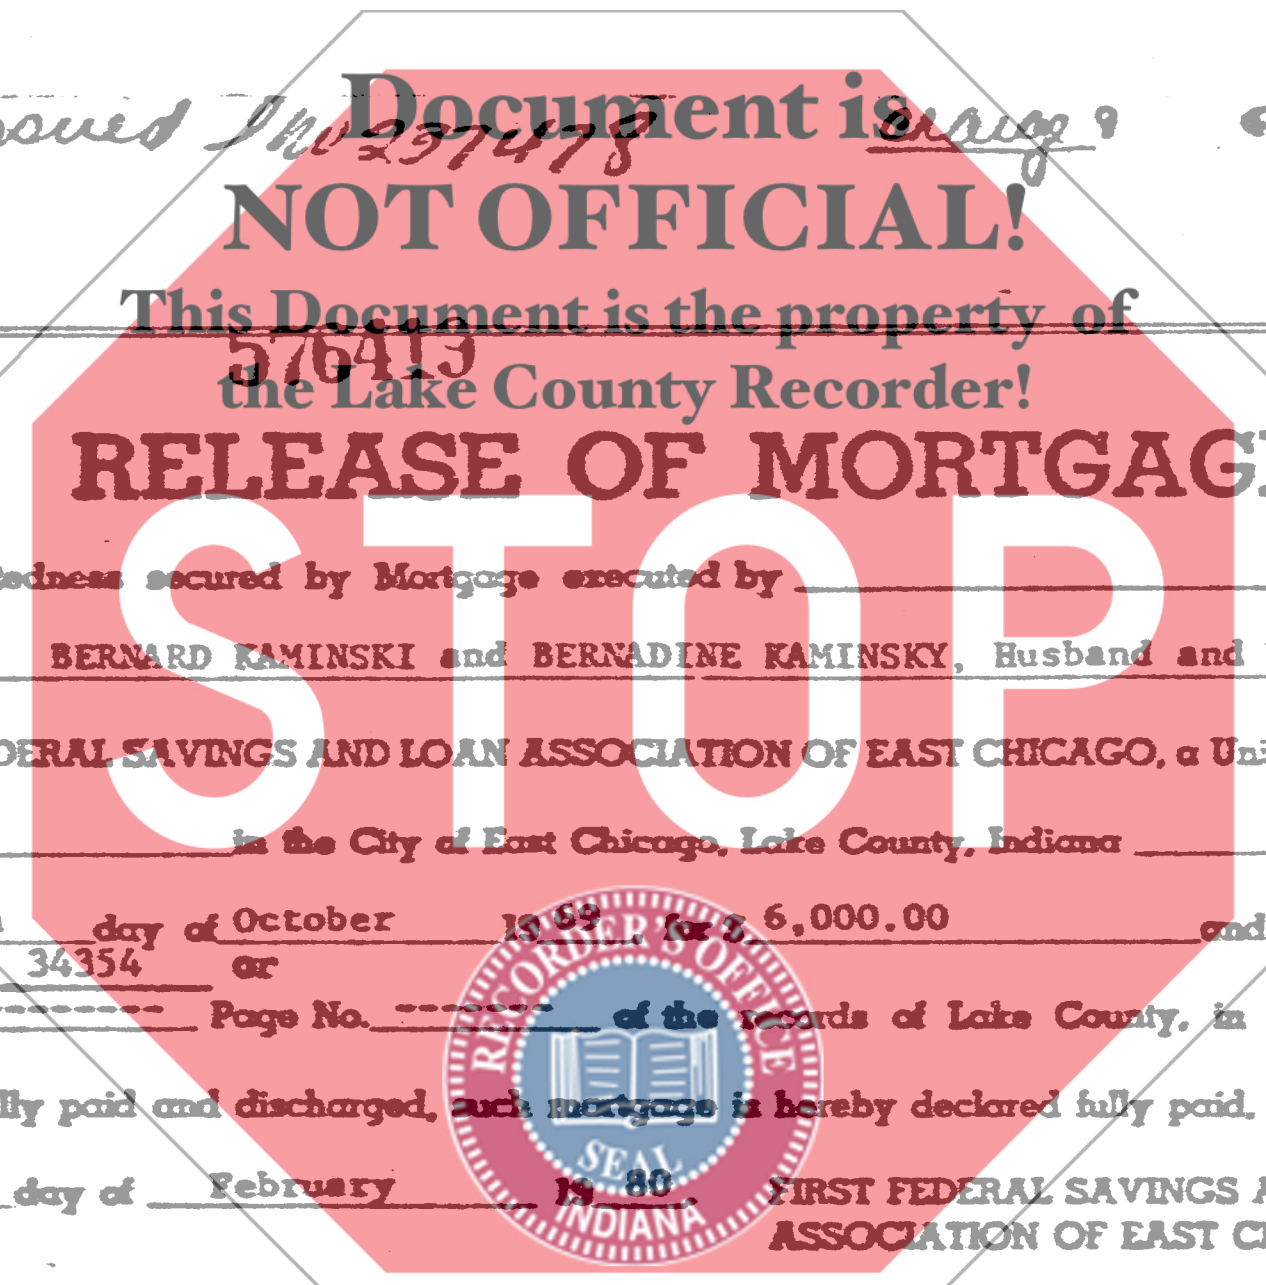 Document is
237478
NOT OFFICIAL!
This Document is the property of
576413
the Lake County Recorder!
RELEASE OF MORTGAG
STOP
edness secured by Mortgage executed by
BERNARD KAMINSKI and BERNADINE KAMINSKY, Husband and
DERAL SAVINGS AND LOAN ASSOCIATION OF EAST CHICAGO, a Uni
in the City of East Chicago, Lake County, Indiana
day of October 19 69, for $ 6,000.00 and
34354 or
Page No. ------- of the records of Lake County, in
lly paid and discharged, such mortgage is hereby declared fully paid,
day of February 19 80. FIRST FEDERAL SAVINGS A
ASSOCIATION OF EAST CH
RECORDER'S OFFICE
SEAL
INDIANA